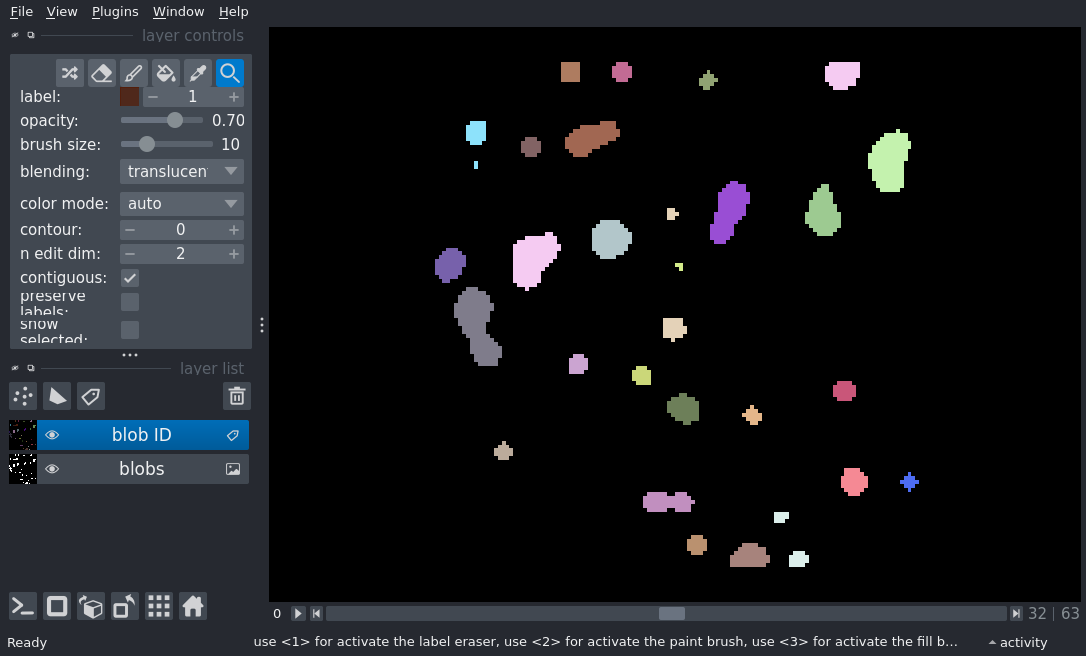 File View Plugins Window Help
layer controls
label: 1
opacity: 0.70
brush size: 10
blending: translucen
color mode: auto
contour: 0
n edit dim: 2
contiguous:
preserve
labels:
show
selected:
layer list
blob ID
blobs
0 32 63
Ready use <1> for activate the label eraser, use <2> for activate the paint brush, use <3> for activate the fill b... activity